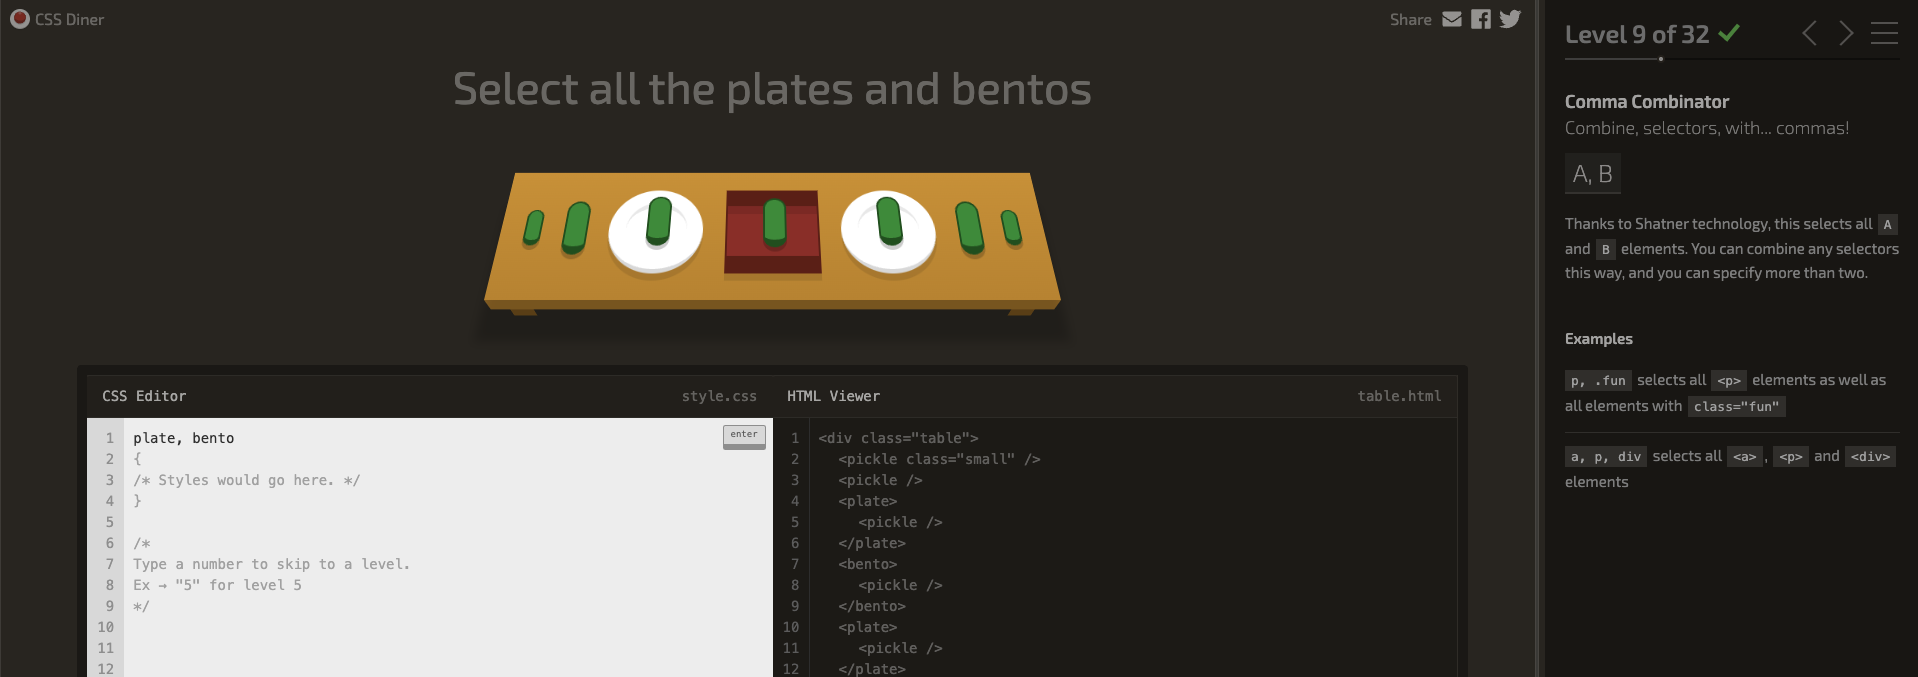 CSS Diner
Share
Select all the plates and bentos
CSS Editor
style.css
1 plate, bento
enter
2 {
3 /* Styles would go here. */
4 }
5
6 /*
7 Type a number to skip to a level.
8 Ex → "5" for level 5
9 */
10
11
12
HTML Viewer
table.html
1 <div class="table">
2 <pickle class="small" />
3 <pickle />
4 <plate>
5 <pickle />
6 </plate>
7 <bento>
8 <pickle />
9 </bento>
10 <plate>
11 <pickle />
12 </plate>
Level 9 of 32
Comma Combinator
Combine, selectors, with... commas!
A, B
Thanks to Shatner technology, this selects all A
and B elements. You can combine any selectors
this way, and you can specify more than two.
Examples
p, .fun selects all <p> elements as well as
all elements with class="fun"
a, p, div selects all <a>, <p> and <div>
elements